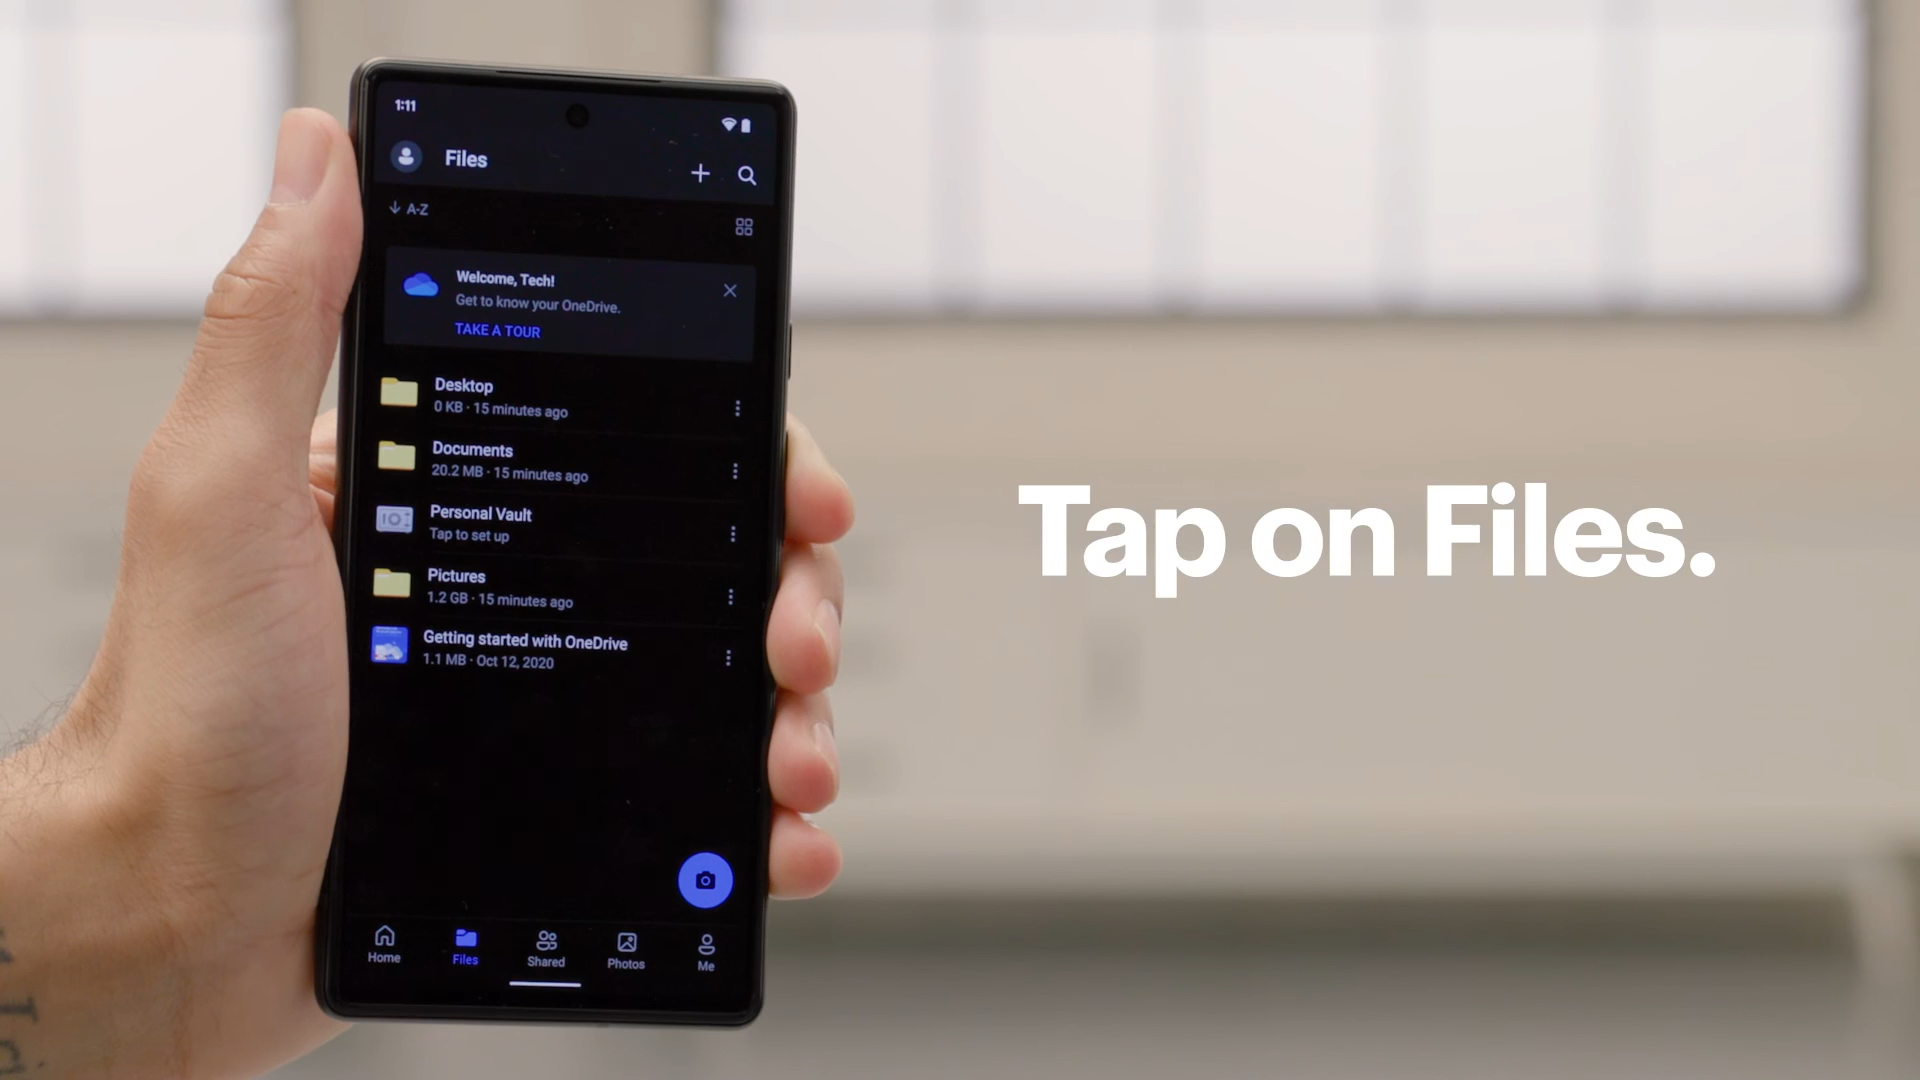 1:11
Files
A-Z
Welcome, Tech!
Get to know your OneDrive.
TAKE A TOUR
Desktop
0 KB · 15 minutes ago
Documents
20.2 MB · 15 minutes ago
Personal Vault
Tap to set up
Pictures
1.2 GB · 15 minutes ago
Getting started with OneDrive
1.1 MB · Oct 12, 2020
Home
Files
Shared
Photos
Me
Tap on Files.